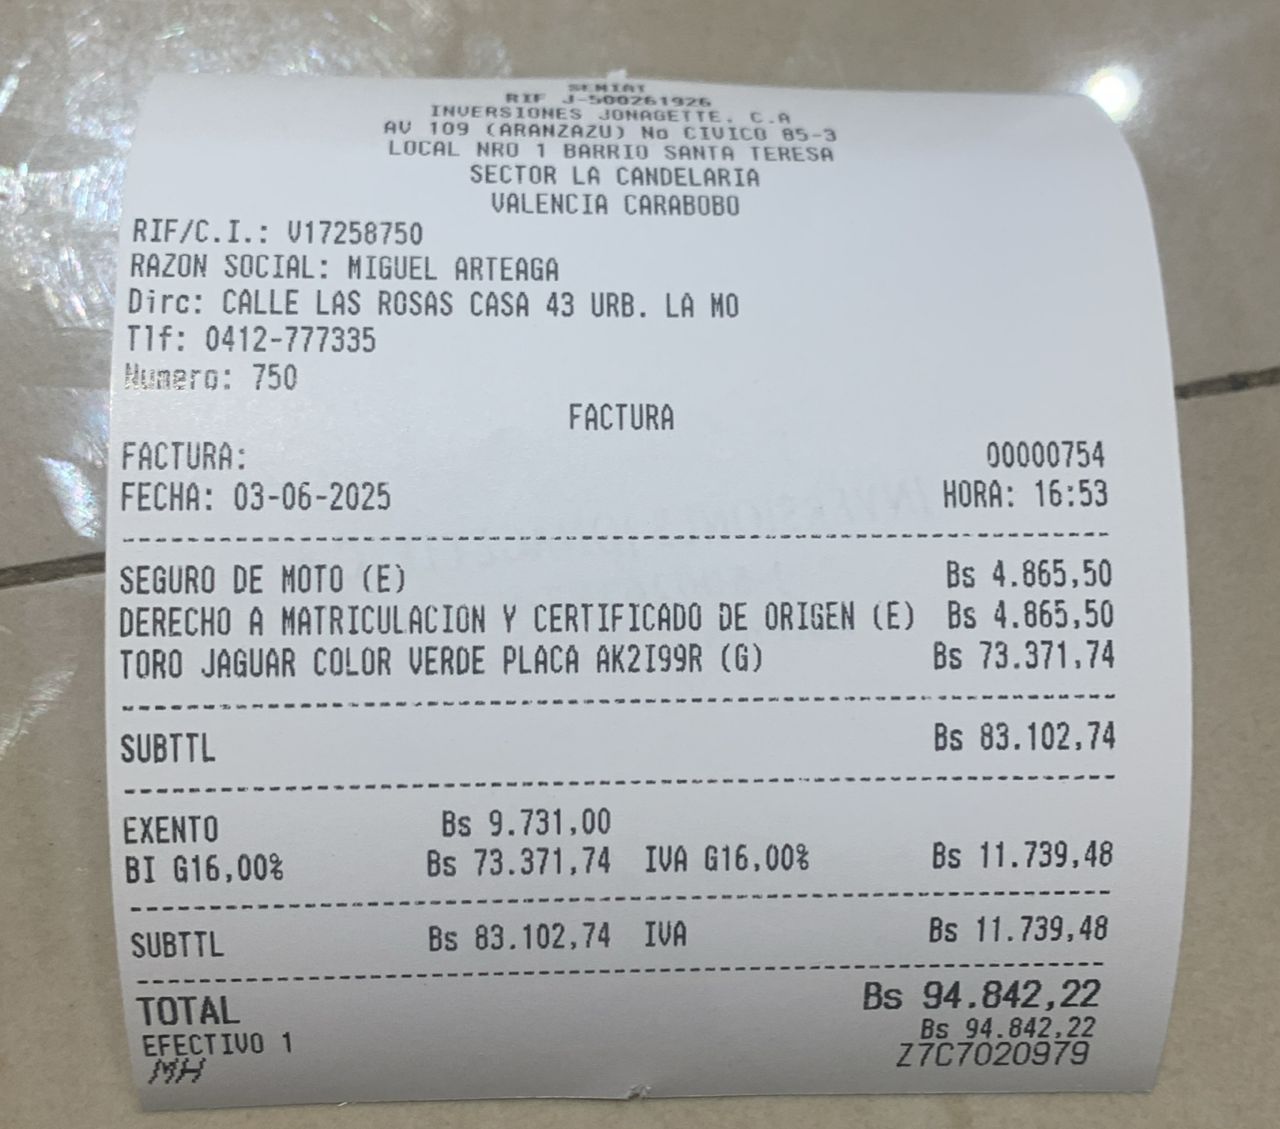 SENIAT
RIF J-500261926
INVERSIONES JONAGETTE, C.A
AV 109 (ARANZAZU) No CIVICO 85-3
LOCAL NRO 1 BARRIO SANTA TERESA
SECTOR LA CANDELARIA
VALENCIA CARABOBO
RIF/C.I.: V17258750
RAZON SOCIAL: MIGUEL ARTEAGA
Dirc: CALLE LAS ROSAS CASA 43 URB. LA MO
Tlf: 0412-777335
Numero: 750
FACTURA
FACTURA: 00000754
FECHA: 03-06-2025 HORA: 16:53
SEGURO DE MOTO (E) Bs 4.865,50
DERECHO A MATRICULACION Y CERTIFICADO DE ORIGEN (E) Bs 4.865,50
TORO JAGUAR COLOR VERDE PLACA AK2I99R (G) Bs 73.371,74
SUBTTL Bs 83.102,74
EXENTO Bs 9.731,00
BI G16,00% Bs 73.371,74 IVA G16,00% Bs 11.739,48
SUBTTL Bs 83.102,74 IVA Bs 11.739,48
TOTAL Bs 94.842,22
EFECTIVO 1 Bs 94.842,22
MH Z7C7020979